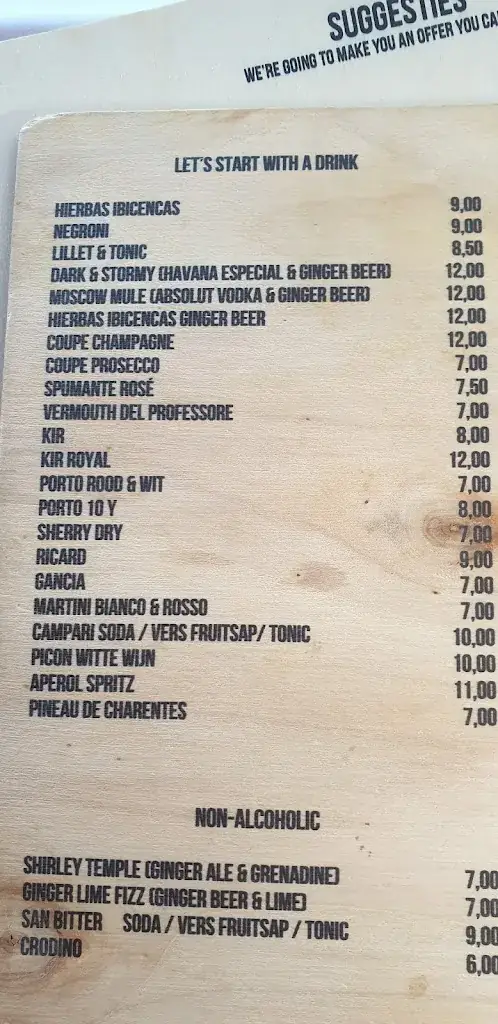 SUGGESTIES
WE'RE GOING TO MAKE YOU AN OFFER YOU CA
LET'S START WITH A DRINK
HIERBAS IBICENCAS 9,00
NEGRONI 9,00
LILLET & TONIC 8,50
DARK & STORMY (HAVANA ESPECIAL & GINGER BEER) 12,00
MOSCOW MULE (ABSOLUT VODKA & GINGER BEER) 12,00
HIERBAS IBICENCAS GINGER BEER 12,00
COUPE CHAMPAGNE 12,00
COUPE PROSECCO 7,00
SPUMANTE ROSÉ 7,50
VERMOUTH DEL PROFESSORE 7,00
KIR 8,00
KIR ROYAL 12,00
PORTO ROOD & WIT 7,00
PORTO 10 Y 8,00
SHERRY DRY 7,00
RICARD 9,00
GANCIA 7,00
MARTINI BIANCO & ROSSO 7,00
CAMPARI SODA / VERS FRUITSAP/ TONIC 10,00
PICON WITTE WIJN 10,00
APEROL SPRITZ 11,00
PINEAU DE CHARENTES 7,00
NON-ALCOHOLIC
SHIRLEY TEMPLE (GINGER ALE & GRENADINE) 7,00
GINGER LIME FIZZ (GINGER BEER & LIME) 7,00
SAN BITTER SODA / VERS FRUITSAP / TONIC 9,00
CRODINO 6,00